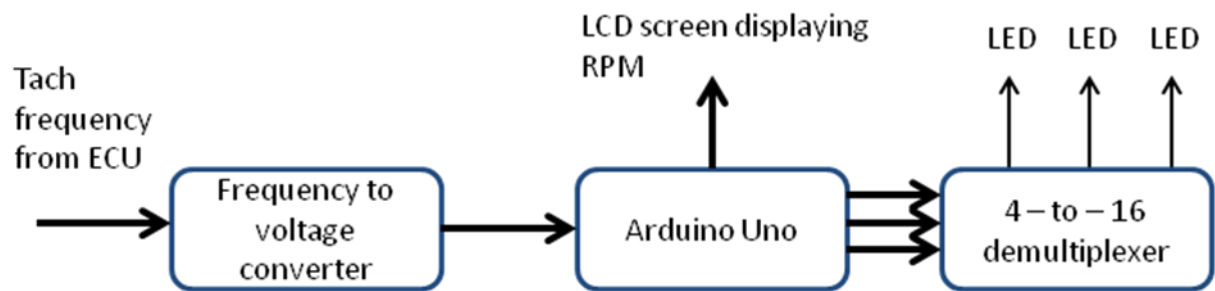 Tach
frequency
from ECU
Frequency to
voltage
converter
LCD screen displaying
RPM
Arduino Uno
LED LED LED
4 – to – 16
demultiplexer